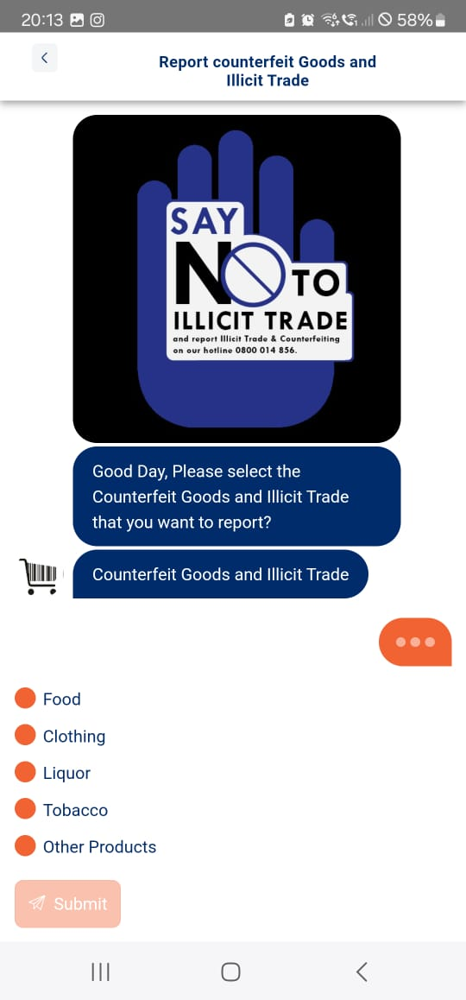 20:13 58%
Report counterfeit Goods and
Illicit Trade
SAY
NO TO
ILLICIT TRADE
and report Illicit Trade & Counterfeiting
on our hotline 0800 014 856.
Good Day, Please select the
Counterfeit Goods and Illicit Trade
that you want to report?
Counterfeit Goods and Illicit Trade
Food
Clothing
Liquor
Tobacco
Other Products
Submit